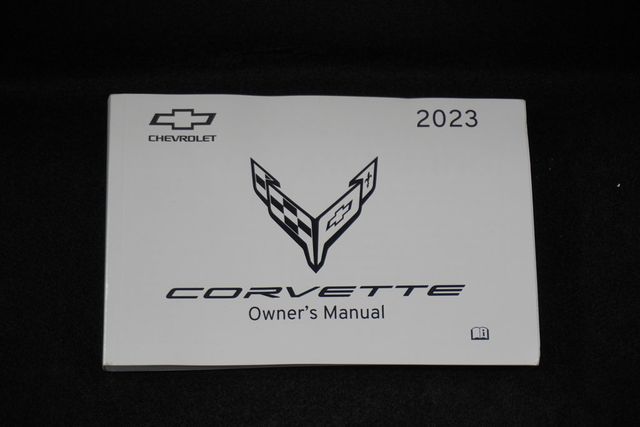 CHEVROLET
2023
CORVETTE
Owner's Manual